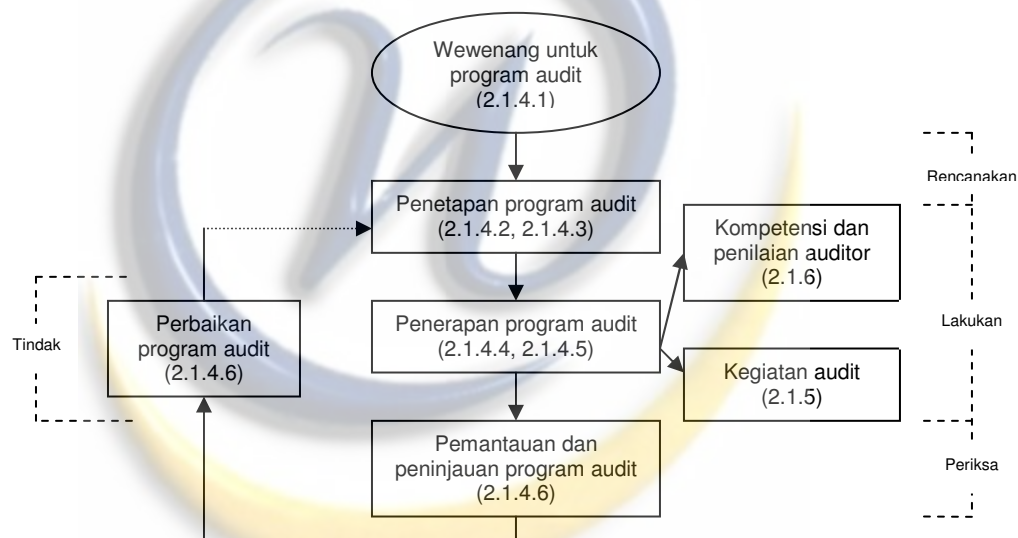 Wewenang untuk
program audit
(2.1.4.1)
Rencanakan
Penetapan program audit
(2.1.4.2, 2.1.4.3)
Kompetensi dan
penilaian auditor
(2.1.6)
Lakukan
Tindak
Perbaikan
program audit
(2.1.4.6)
Penerapan program audit
(2.1.4.4, 2.1.4.5)
Kegiatan audit
(2.1.5)
Pemantauan dan
peninjauan program audit
(2.1.4.6)
Periksa